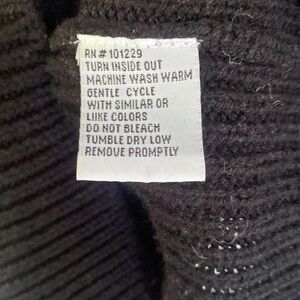 RN # 101229
TURN INSIDE OUT
MACHINE WASH WARM
GENTLE CYCLE
WITH SIMILAR OR
LIIKE COLORS
DO NOT BLEACH
TUMBLE DRY LOW
REMOVE PROMPTLY